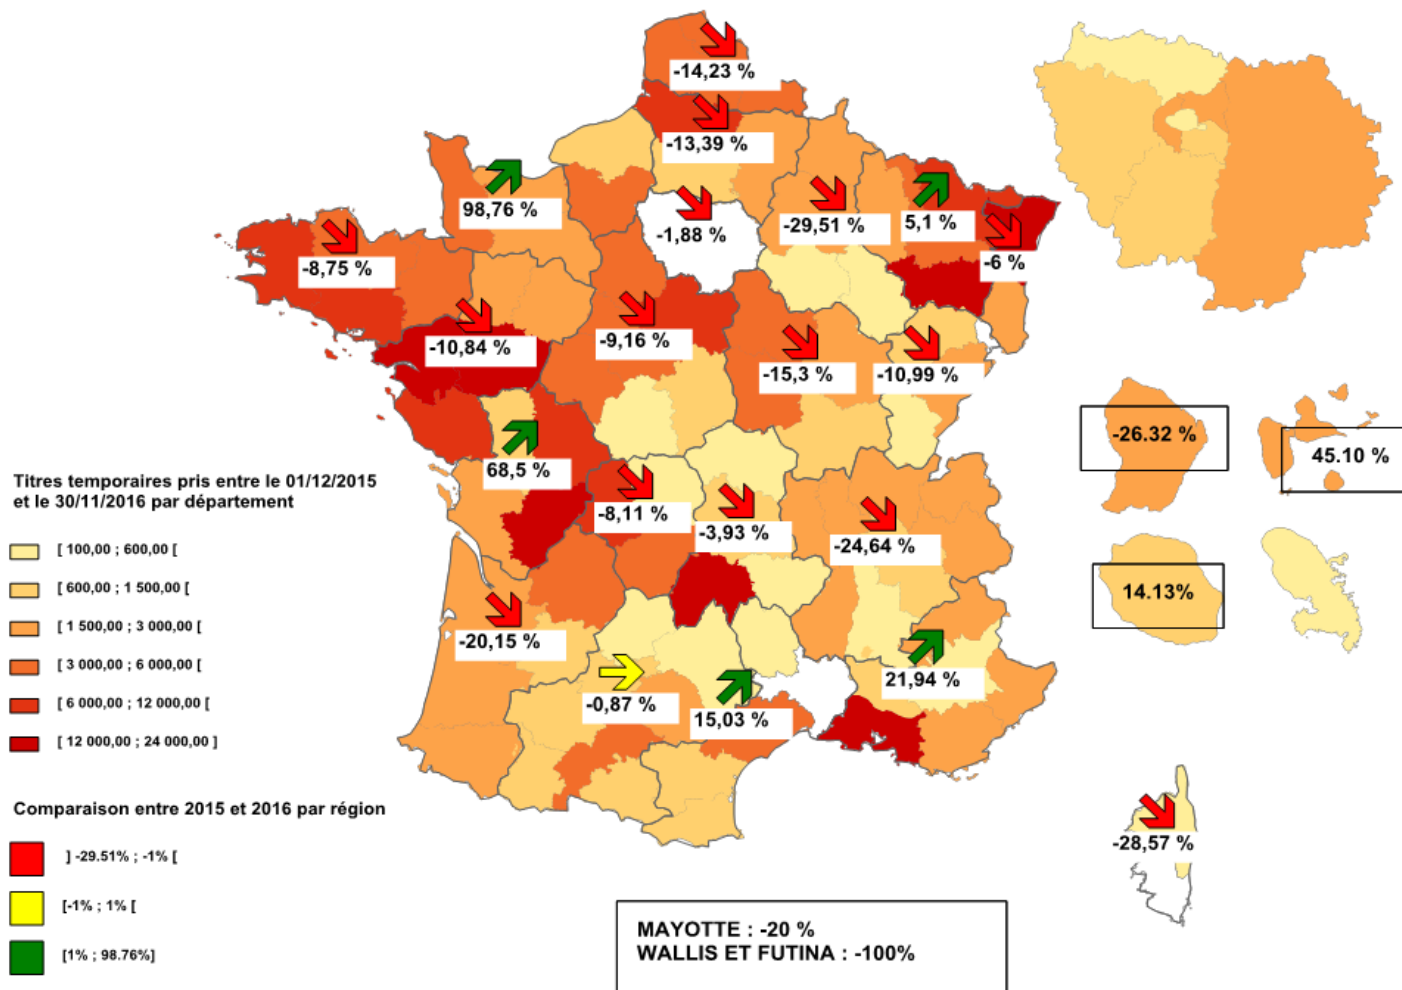 -14,23 %
-13,39 %
98,76 %
-1,88 %
-29,51 %
5,1 %
-6 %
-8,75 %
-10,84 %
-9,16 %
-15,3 %
-10,99 %
-26.32 %
45.10 %
68,5 %
-8,11 %
-3,93 %
-24,64 %
14.13%
-20,15 %
-0,87 %
15,03 %
21,94 %
-28,57 %
Titres temporaires pris entre le 01/12/2015
et le 30/11/2016 par département
[ 100,00 ; 600,00 [
[ 600,00 ; 1 500,00 [
[ 1 500,00 ; 3 000,00 [
[ 3 000,00 ; 6 000,00 [
[ 6 000,00 ; 12 000,00 [
[ 12 000,00 ; 24 000,00 ]
Comparaison entre 2015 et 2016 par région
] -29.51% ; -1% [
[-1% ; 1% [
[1% ; 98.76%]
MAYOTTE : -20 %
WALLIS ET FUTINA : -100%